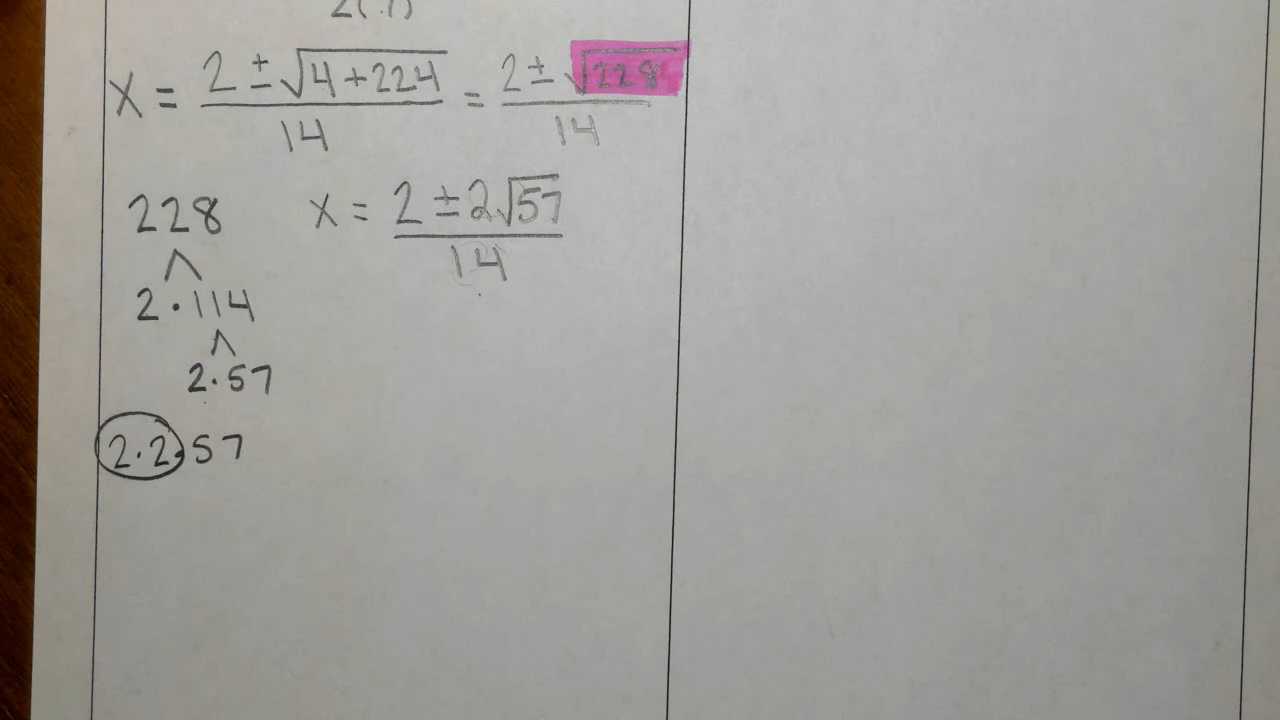 x = 2 ± √4+224 / 14 = 2 ± √228 / 14
228
x = 2 ± 2√57 / 14
2·114
2·57
2·2·57